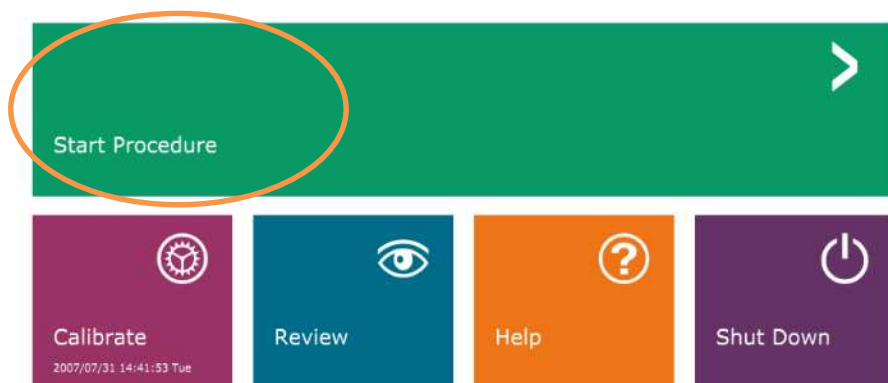 Start Procedure
Calibrate
2007/07/31 14:41:53 Tue
Review
Help
Shut Down